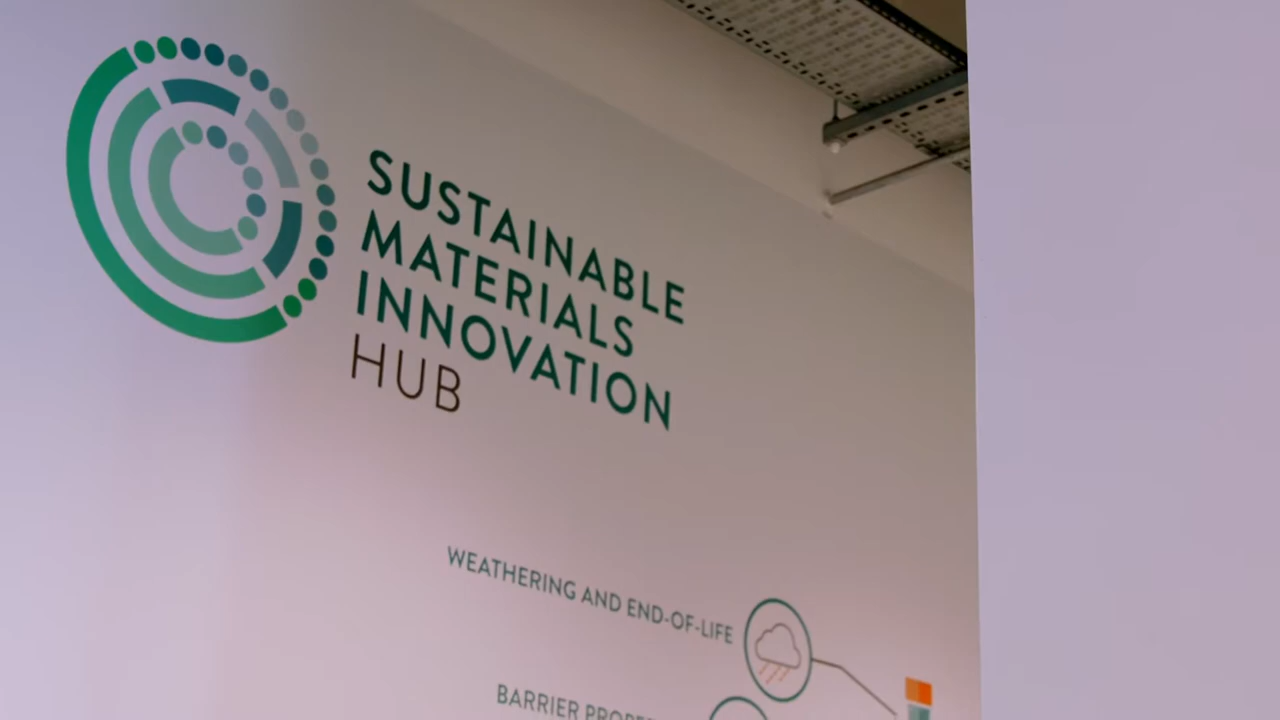 SUSTAINABLE
MATERIALS
INNOVATION
HUB
WEATHERING AND END-OF-LIFE
BARRIER